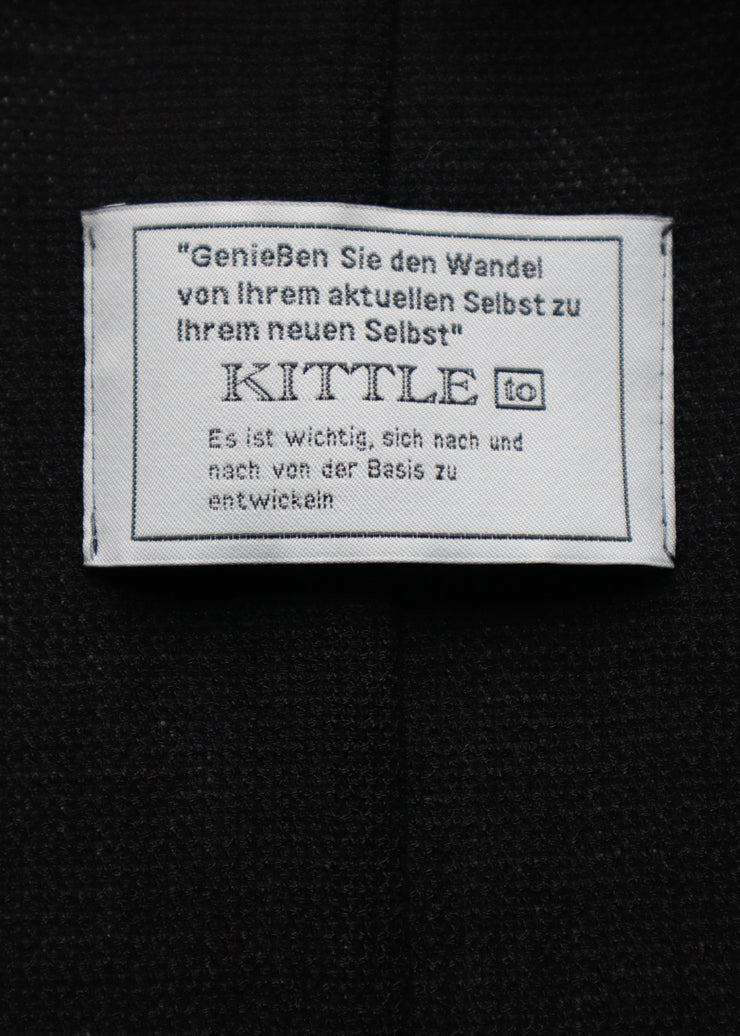 "Genießen Sie den Wandel
von Ihrem aktuellen Selbst zu
Ihrem neuen Selbst"
KITTLE to
Es ist wichtig, sich nach und
nach von der Basis zu
entwickeln